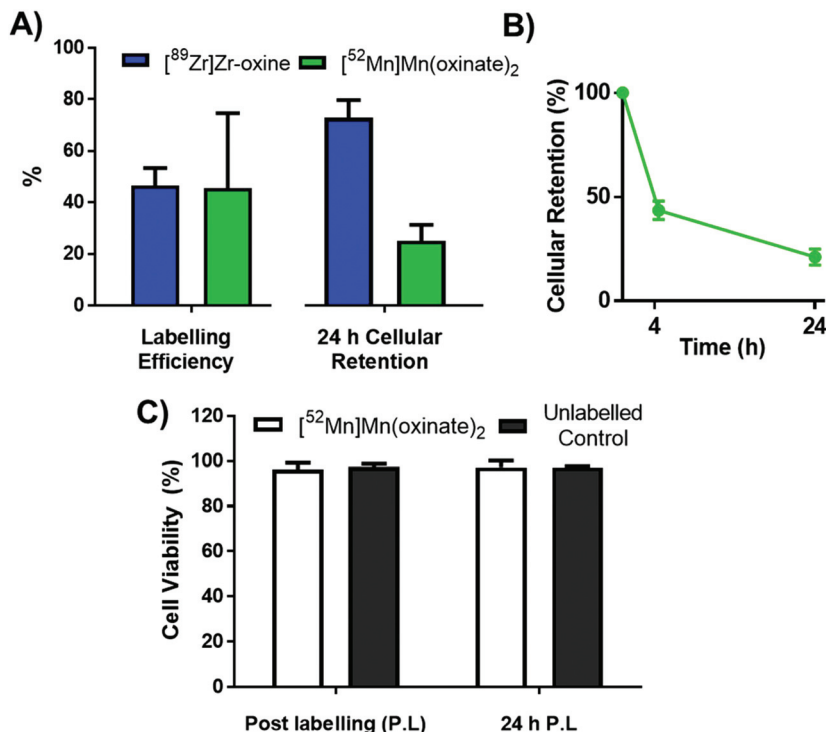 A)
100
80
60
40
20
0
%
[⁸⁹Zr]Zr-oxine
[⁵²Mn]Mn(oxinate)₂
Labelling
Efficiency
24 h Cellular
Retention
B)
100
50
0
Cellular Retention (%)
4
24
Time (h)
C)
120
100
80
60
40
20
0
Cell Viability (%)
[⁵²Mn]Mn(oxinate)₂
Unlabelled
Control
Post labelling (P.L)
24 h P.L